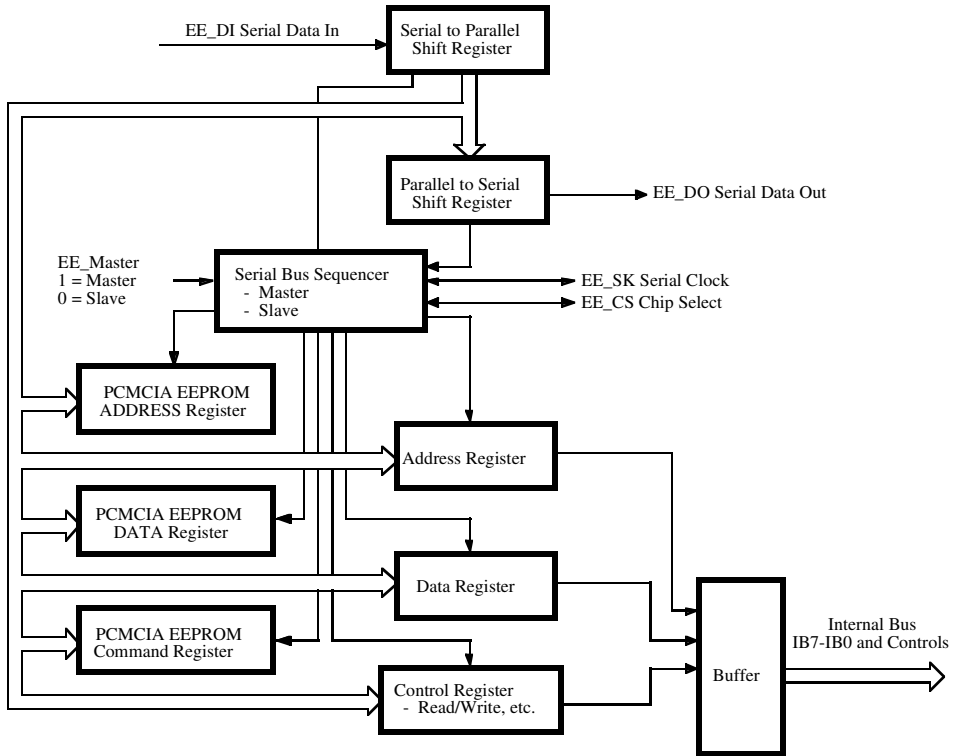 EE_DI Serial Data In
Serial to Parallel
Shift Register
Parallel to Serial
Shift Register
EE_DO Serial Data Out
EE_Master
1 = Master
0 = Slave
Serial Bus Sequencer
- Master
- Slave
EE_SK Serial Clock
EE_CS Chip Select
PCMCIA EEPROM
ADDRESS Register
Address Register
PCMCIA EEPROM
DATA Register
Data Register
PCMCIA EEPROM
Command Register
Control Register
- Read/Write, etc.
Buffer
Internal Bus
IB7-IB0 and Controls